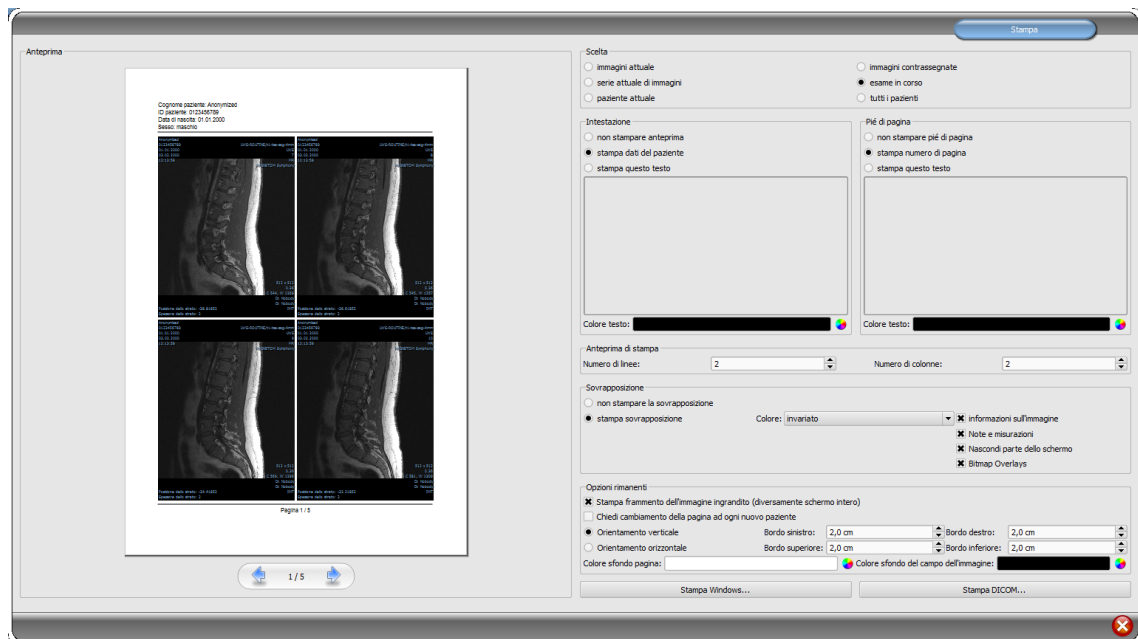 Stampa
Anteprima
Cognome paziente: Anonymized
ID paziente: 0123456789
Data di nascita: 01.01.2000
Sesso: maschio
Pagina 1 / 5
1 / 5
Scelta
immagini attuale
immagini contrassegnate
serie attuale di immagini
esame in corso
paziente attuale
tutti i pazienti
Intestazione
non stampare anteprima
stampa dati del paziente
stampa questo testo
Colore testo:
Pié di pagina
non stampare pié di pagina
stampa numero di pagina
stampa questo testo
Colore testo:
Anteprima di stampa
Numero di linee: 2 Numero di colonne: 2
Sovrapposizione
non stampare la sovrapposizione
stampa sovrapposizione Colore: invariato informazioni sull'immagine
Note e misurazioni
Nascondi parte dello schermo
Bitmap Overlays
Opzioni rimanenti
Stampa frammento dell'immagine ingrandito (diversamente schermo intero)
Chiedi cambiamento della pagina ad ogni nuovo paziente
Orientamento verticale Bordo sinistro: 2,0 cm Bordo destro: 2,0 cm
Orientamento orizzontale Bordo superiore: 2,0 cm Bordo inferiore: 2,0 cm
Colore sfondo pagina: Colore sfondo del campo dell'immagine:
Stampa Windows... Stampa DICOM...